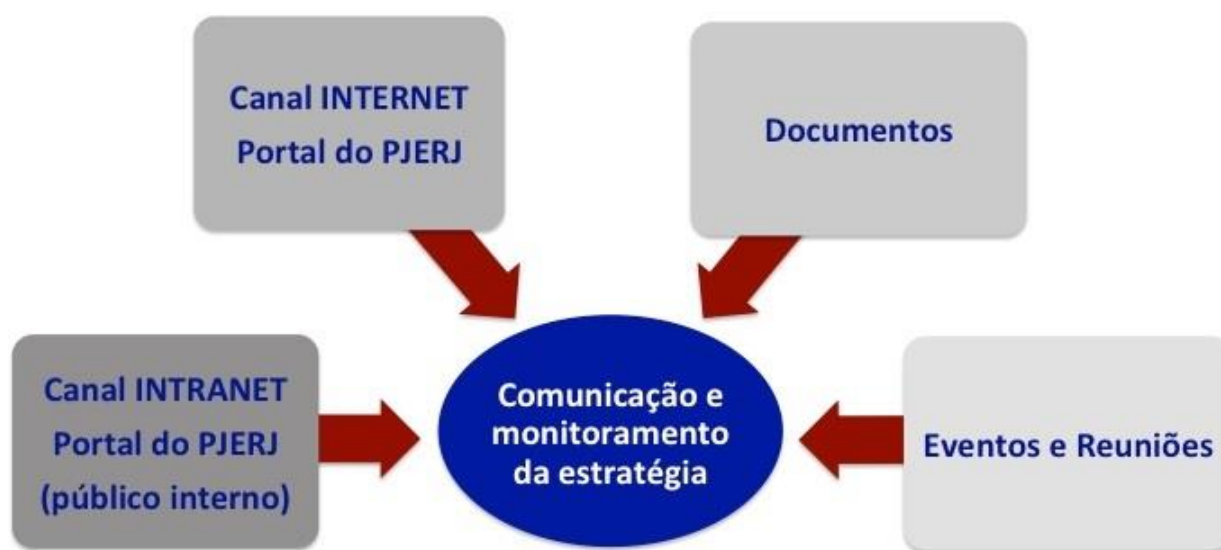 Canal INTERNET
Portal do PJERJ
Documentos
Canal INTRANET
Portal do PJERJ
(público interno)
Comunicação e
monitoramento
da estratégia
Eventos e Reuniões